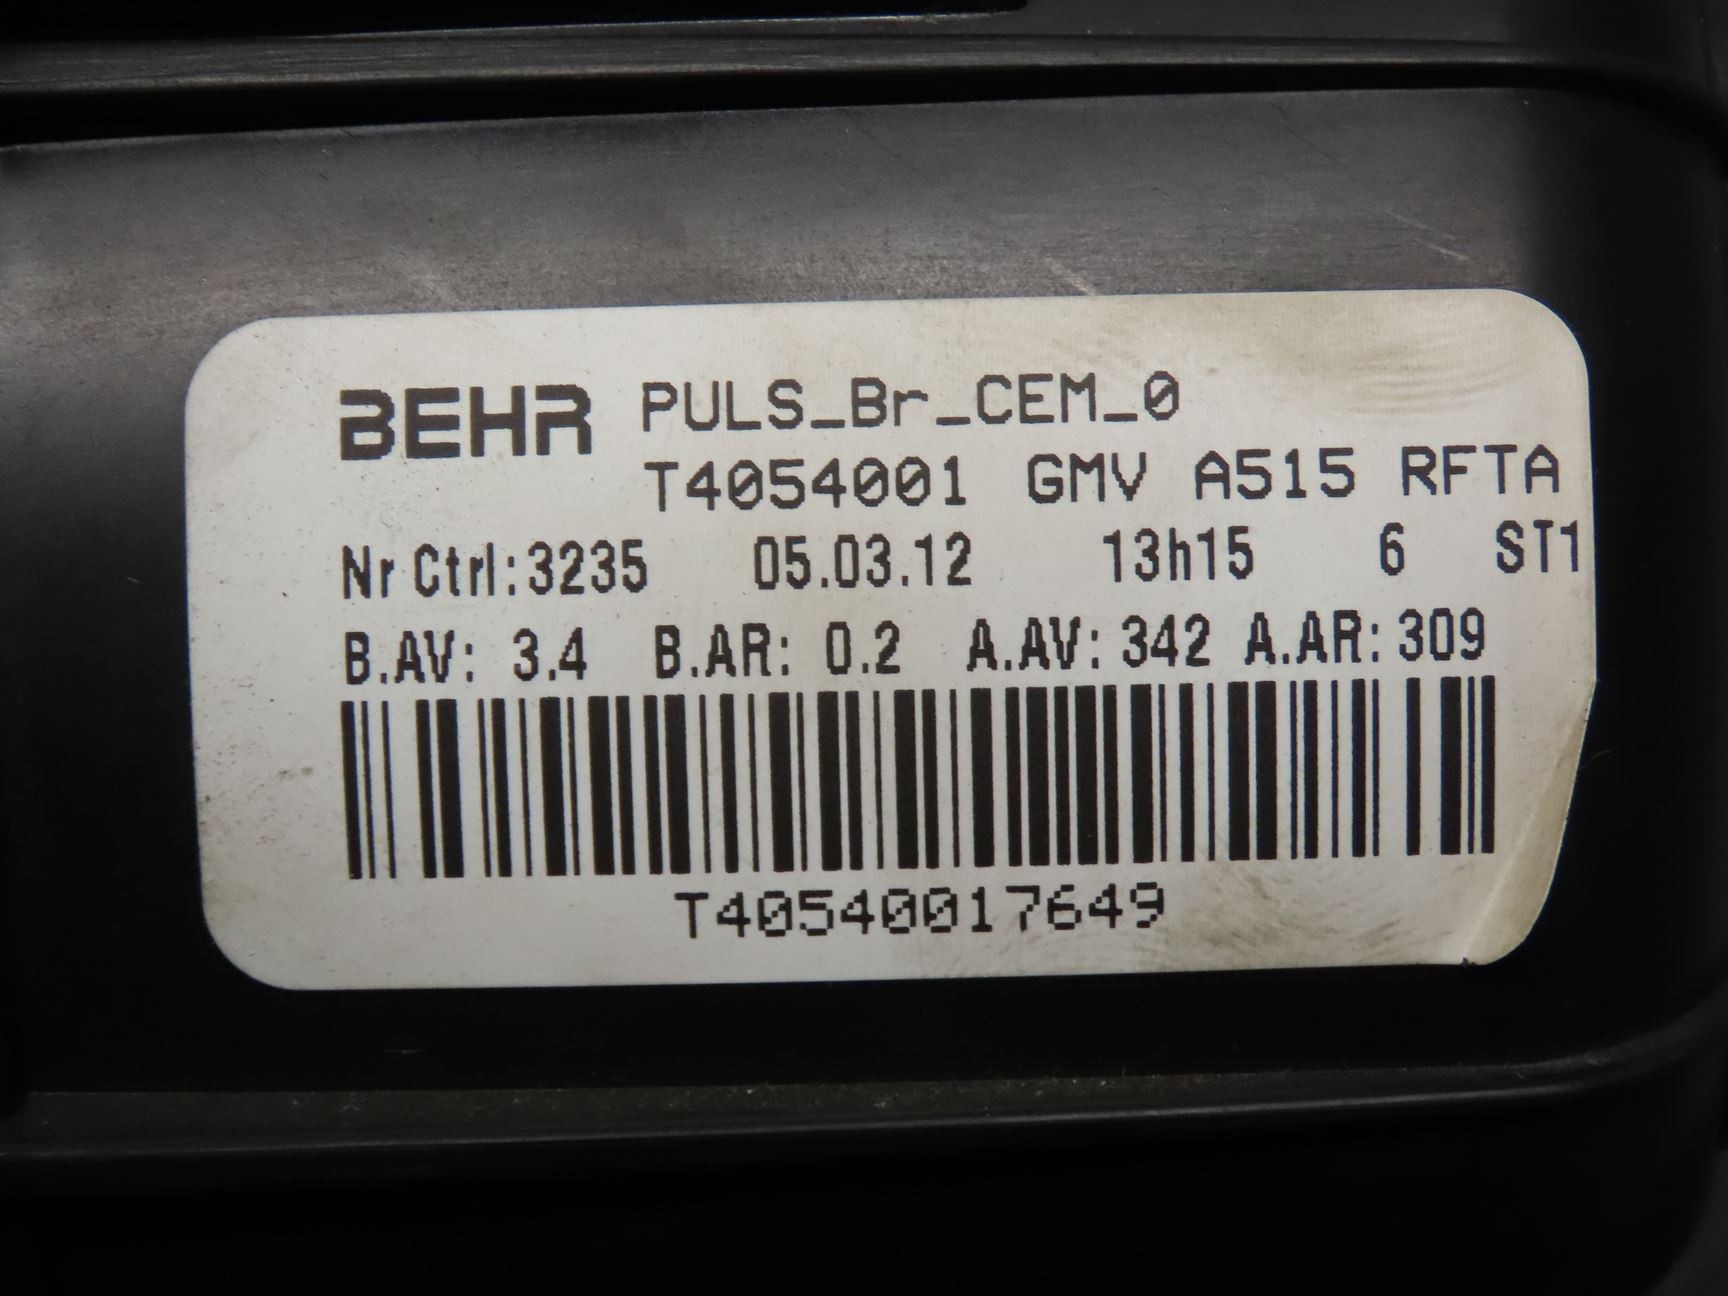 BEHR PULS_Br_CEM_0
T4054001 GMV A515 RFTA
Nr Ctrl:3235 05.03.12 13h15 6 ST1
B.AV: 3.4 B.AR: 0.2 A.AV: 342 A.AR: 309
T40540017649